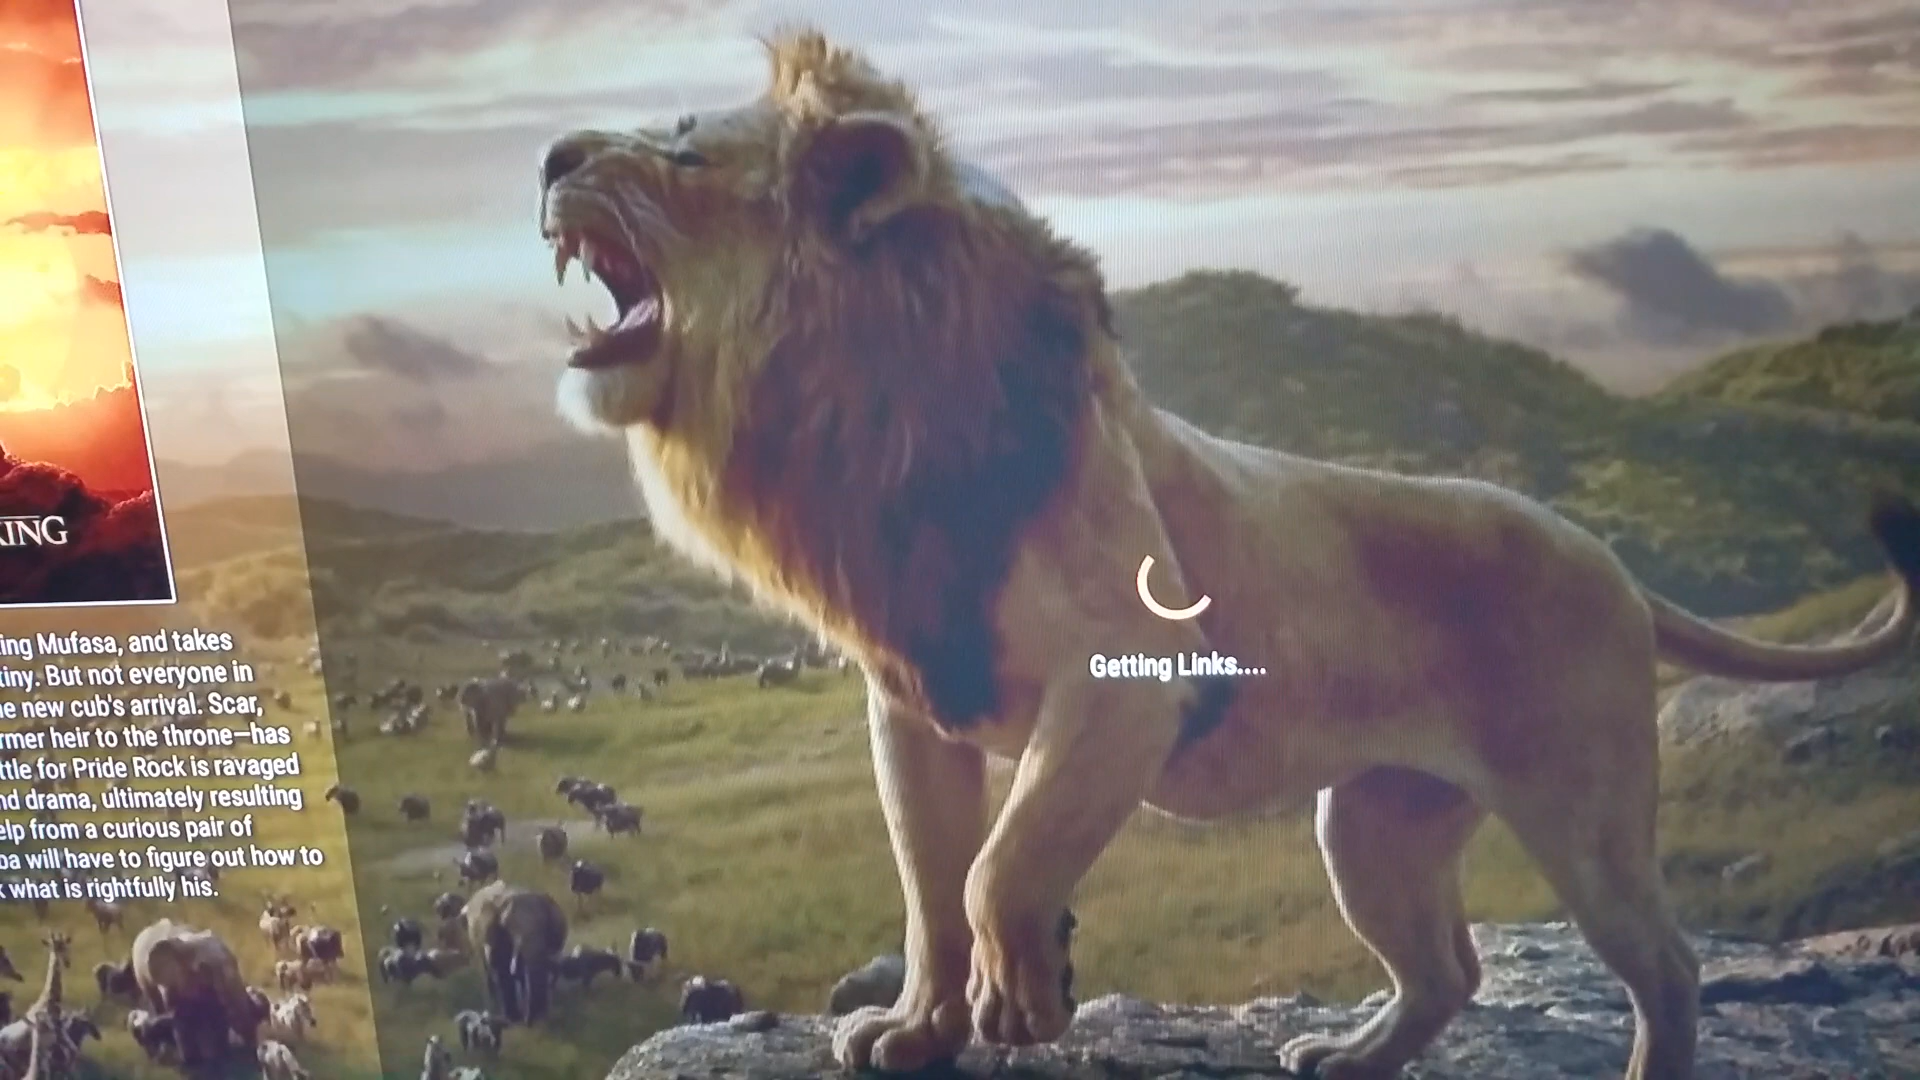 KING
ing Mufasa, and takes
tiny. But not everyone in
e new cub's arrival. Scar,
rmer heir to the throne—has
ttle for Pride Rock is ravaged
nd drama, ultimately resulting
elp from a curious pair of
ba will have to figure out how to
k what is rightfully his.
Getting Links....